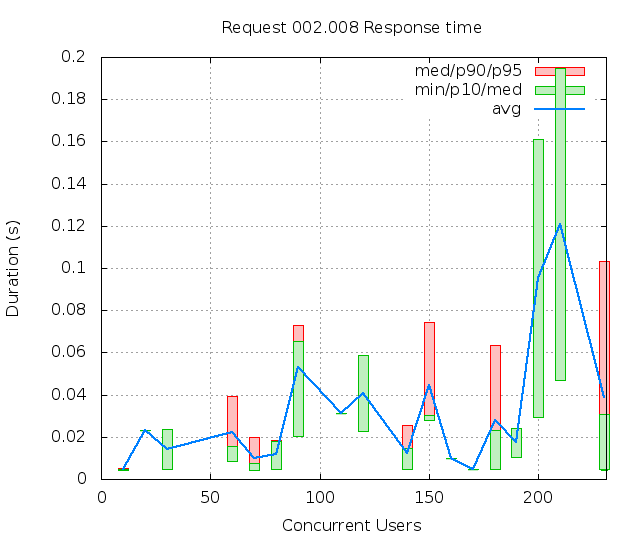 Request 002.008 Response time
0.2
0.18
0.16
0.14
0.12
0.1
0.08
0.06
0.04
0.02
0
med/p90/p95
min/p10/med
avg
Duration (s)
0 50 100 150 200
Concurrent Users